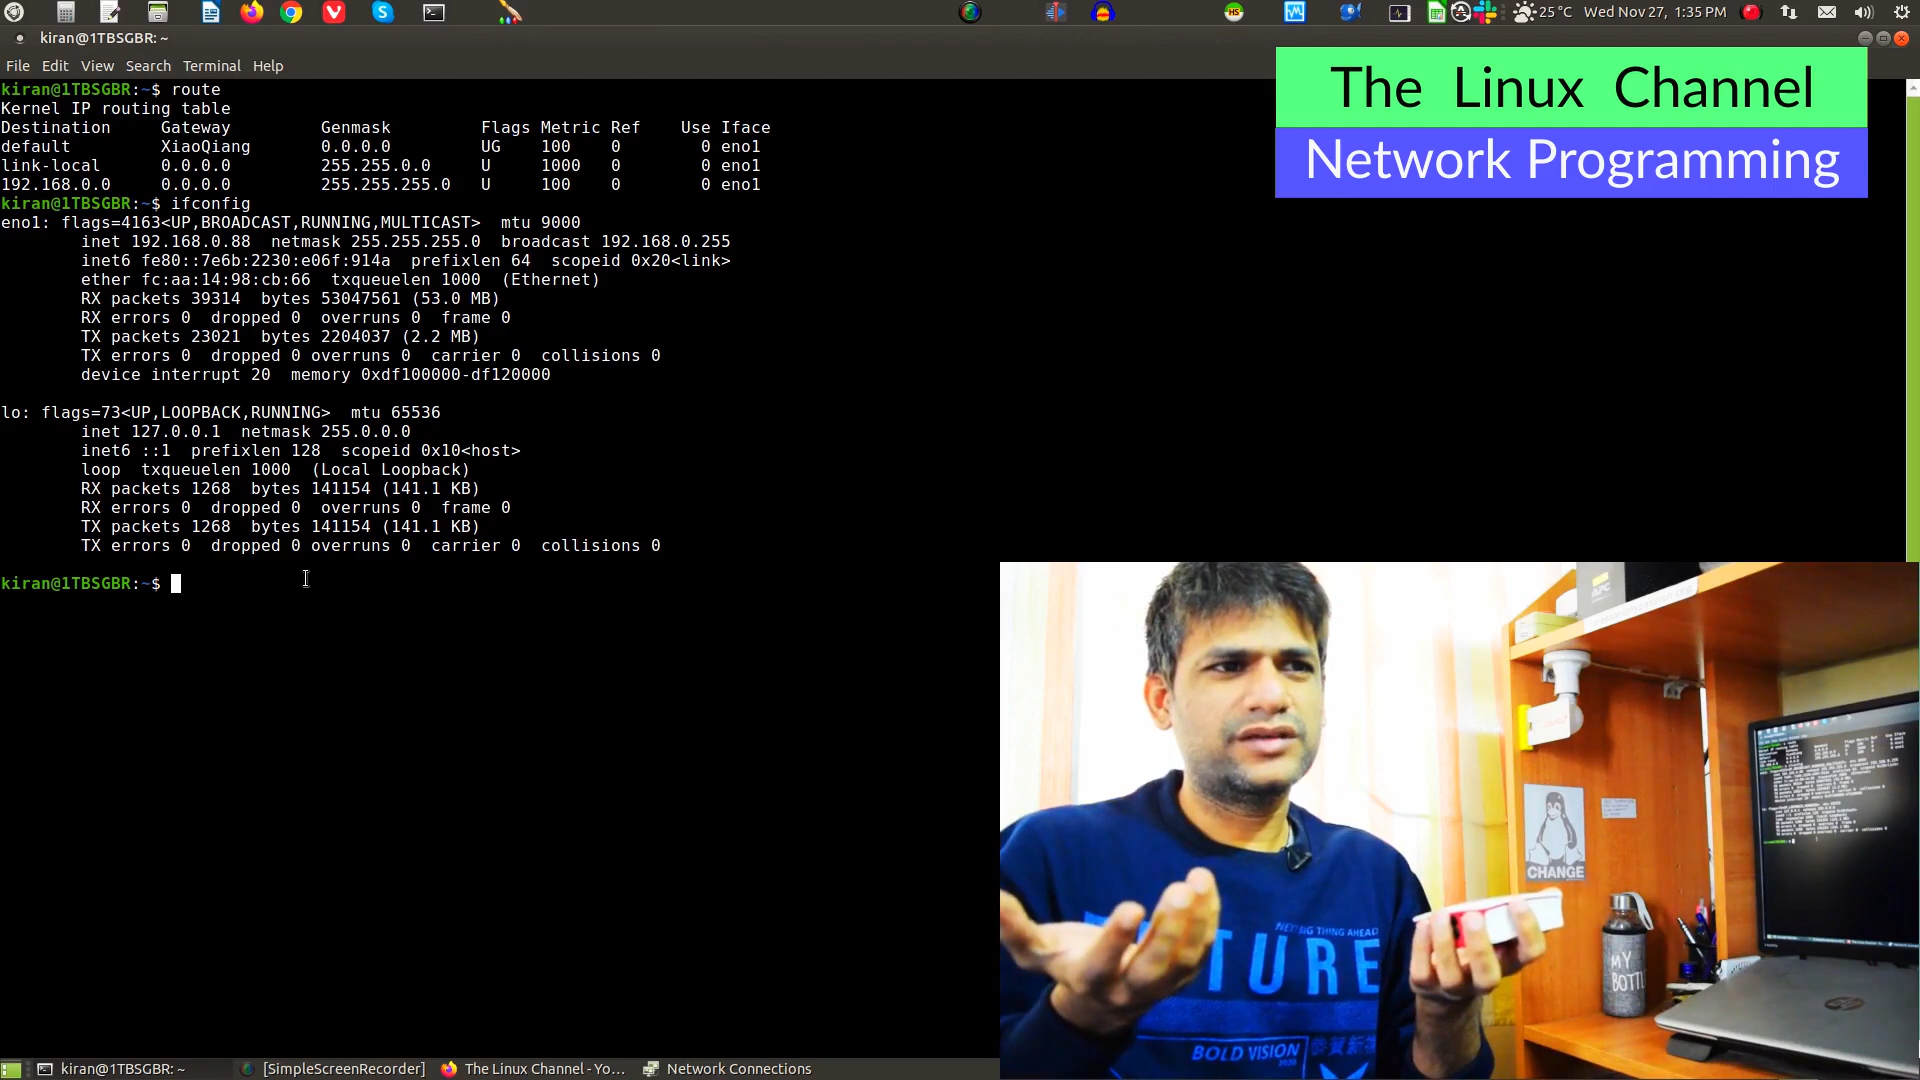 25°C Wed Nov 27, 1:35 PM
kiran@1TBSGBR: ~
File Edit View Search Terminal Help
The Linux Channel
Network Programming
kiran@1TBSGBR:~$ route
Kernel IP routing table
Destination Gateway Genmask Flags Metric Ref Use Iface
default XiaoQiang 0.0.0.0 UG 100 0 0 eno1
link-local 0.0.0.0 255.255.0.0 U 1000 0 0 eno1
192.168.0.0 0.0.0.0 255.255.255.0 U 100 0 0 eno1
kiran@1TBSGBR:~$ ifconfig
eno1: flags=4163<UP,BROADCAST,RUNNING,MULTICAST> mtu 9000
inet 192.168.0.88 netmask 255.255.255.0 broadcast 192.168.0.255
inet6 fe80::7e6b:2230:e06f:914a prefixlen 64 scopeid 0x20<link>
ether fc:aa:14:98:cb:66 txqueuelen 1000 (Ethernet)
RX packets 39314 bytes 53047561 (53.0 MB)
RX errors 0 dropped 0 overruns 0 frame 0
TX packets 23021 bytes 2204037 (2.2 MB)
TX errors 0 dropped 0 overruns 0 carrier 0 collisions 0
device interrupt 20 memory 0xdf100000-df120000
lo: flags=73<UP,LOOPBACK,RUNNING> mtu 65536
inet 127.0.0.1 netmask 255.0.0.0
inet6 ::1 prefixlen 128 scopeid 0x10<host>
loop txqueuelen 1000 (Local Loopback)
RX packets 1268 bytes 141154 (141.1 KB)
RX errors 0 dropped 0 overruns 0 frame 0
TX packets 1268 bytes 141154 (141.1 KB)
TX errors 0 dropped 0 overruns 0 carrier 0 collisions 0
kiran@1TBSGBR:~$
APC
CHANGE
MY
BOTTL
NEXT BIG THING AHEAD
TURE
BOLD VISION
kiran@1TBSGBR: ~ [SimpleScreenRecorder] The Linux Channel - Yo... Network Connections